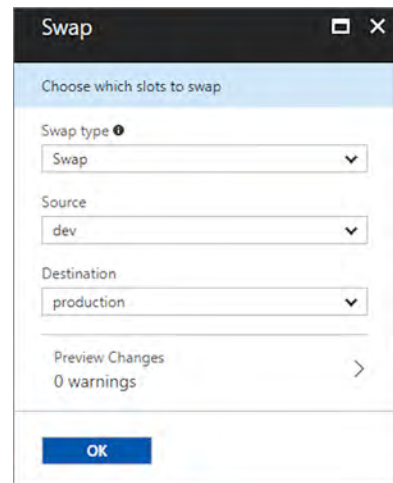 Swap
Choose which slots to swap
Swap type
Swap
Source
dev
Destination
production
Preview Changes
0 warnings
OK